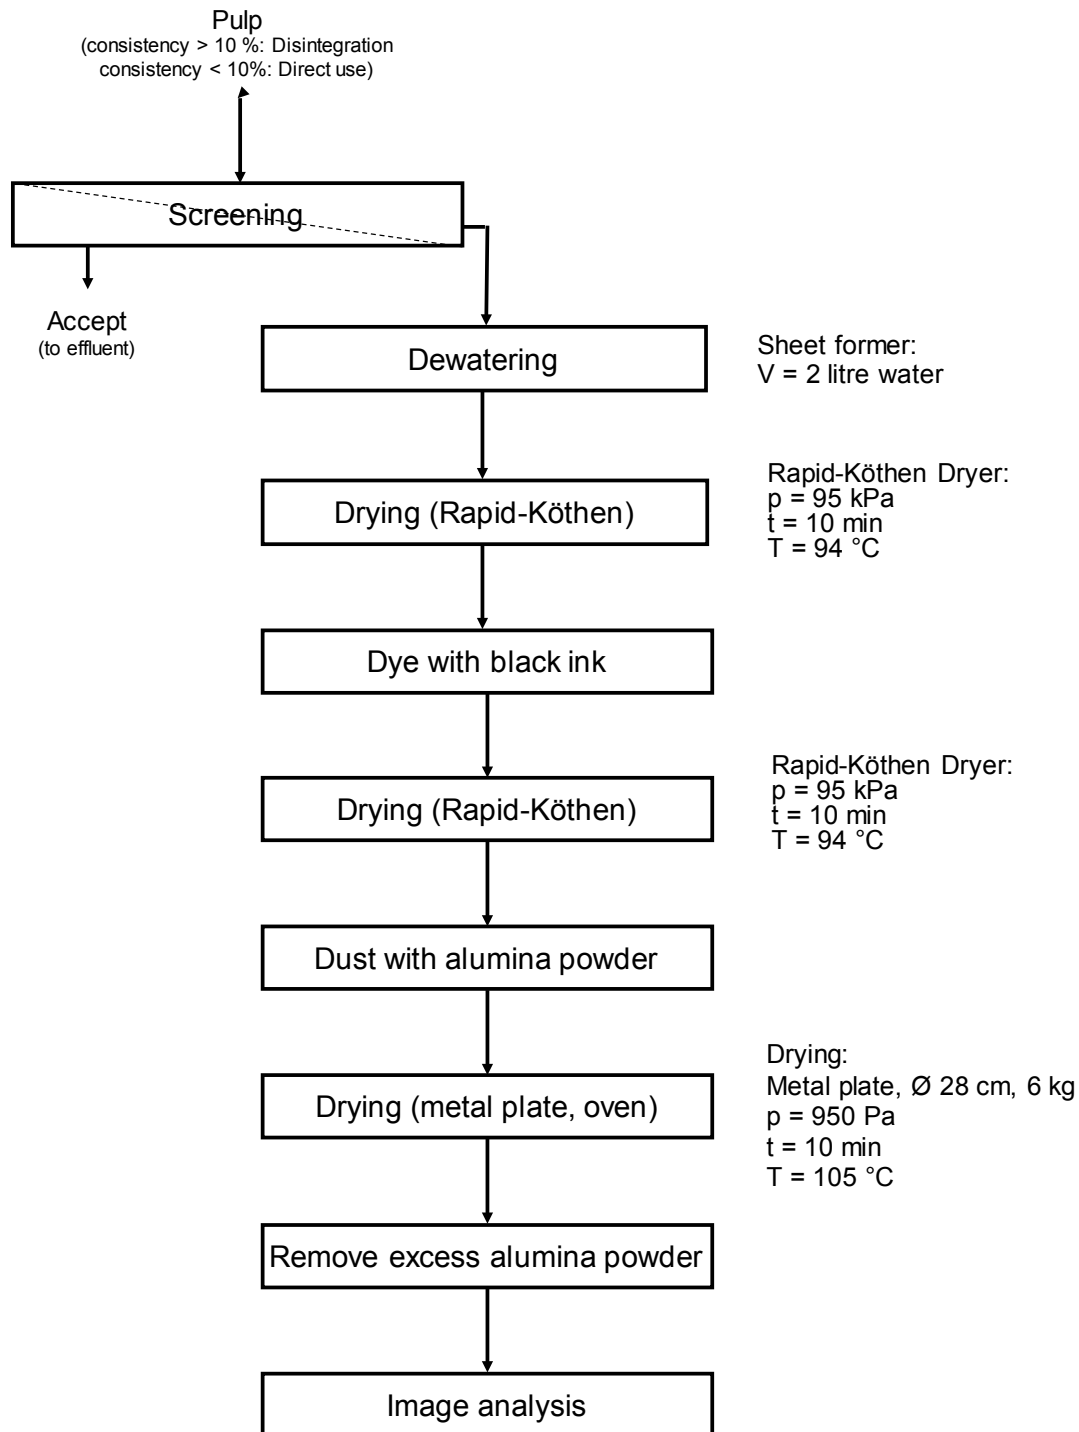 Pulp
(consistency > 10 %: Disintegration
consistency < 10%: Direct use)
Screening
Accept
(to effluent)
Dewatering
Sheet former:
V = 2 litre water
Drying (Rapid-Köthen)
Rapid-Köthen Dryer:
p = 95 kPa
t = 10 min
T = 94 °C
Dye with black ink
Drying (Rapid-Köthen)
Rapid-Köthen Dryer:
p = 95 kPa
t = 10 min
T = 94 °C
Dust with alumina powder
Drying (metal plate, oven)
Drying:
Metal plate, Ø 28 cm, 6 kg
p = 950 Pa
t = 10 min
T = 105 °C
Remove excess alumina powder
Image analysis